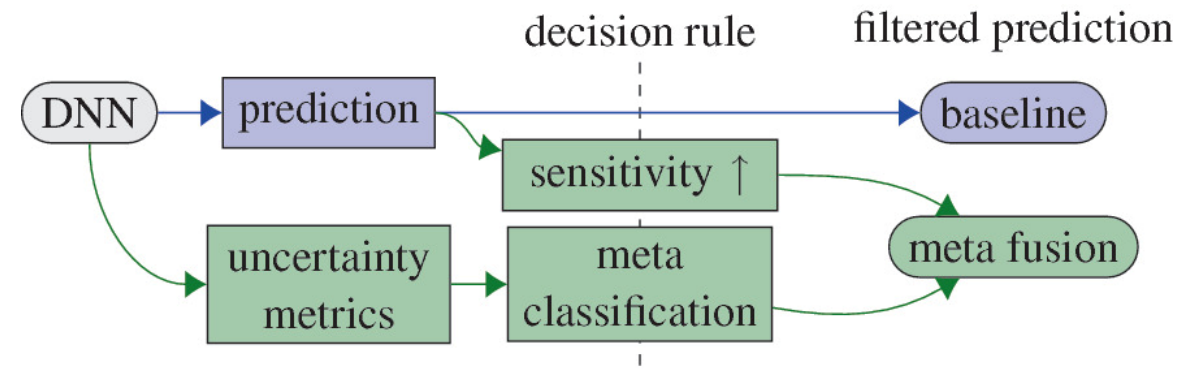 decision rule
filtered prediction
DNN
prediction
baseline
sensitivity ↑
uncertainty
metrics
meta
classification
meta fusion